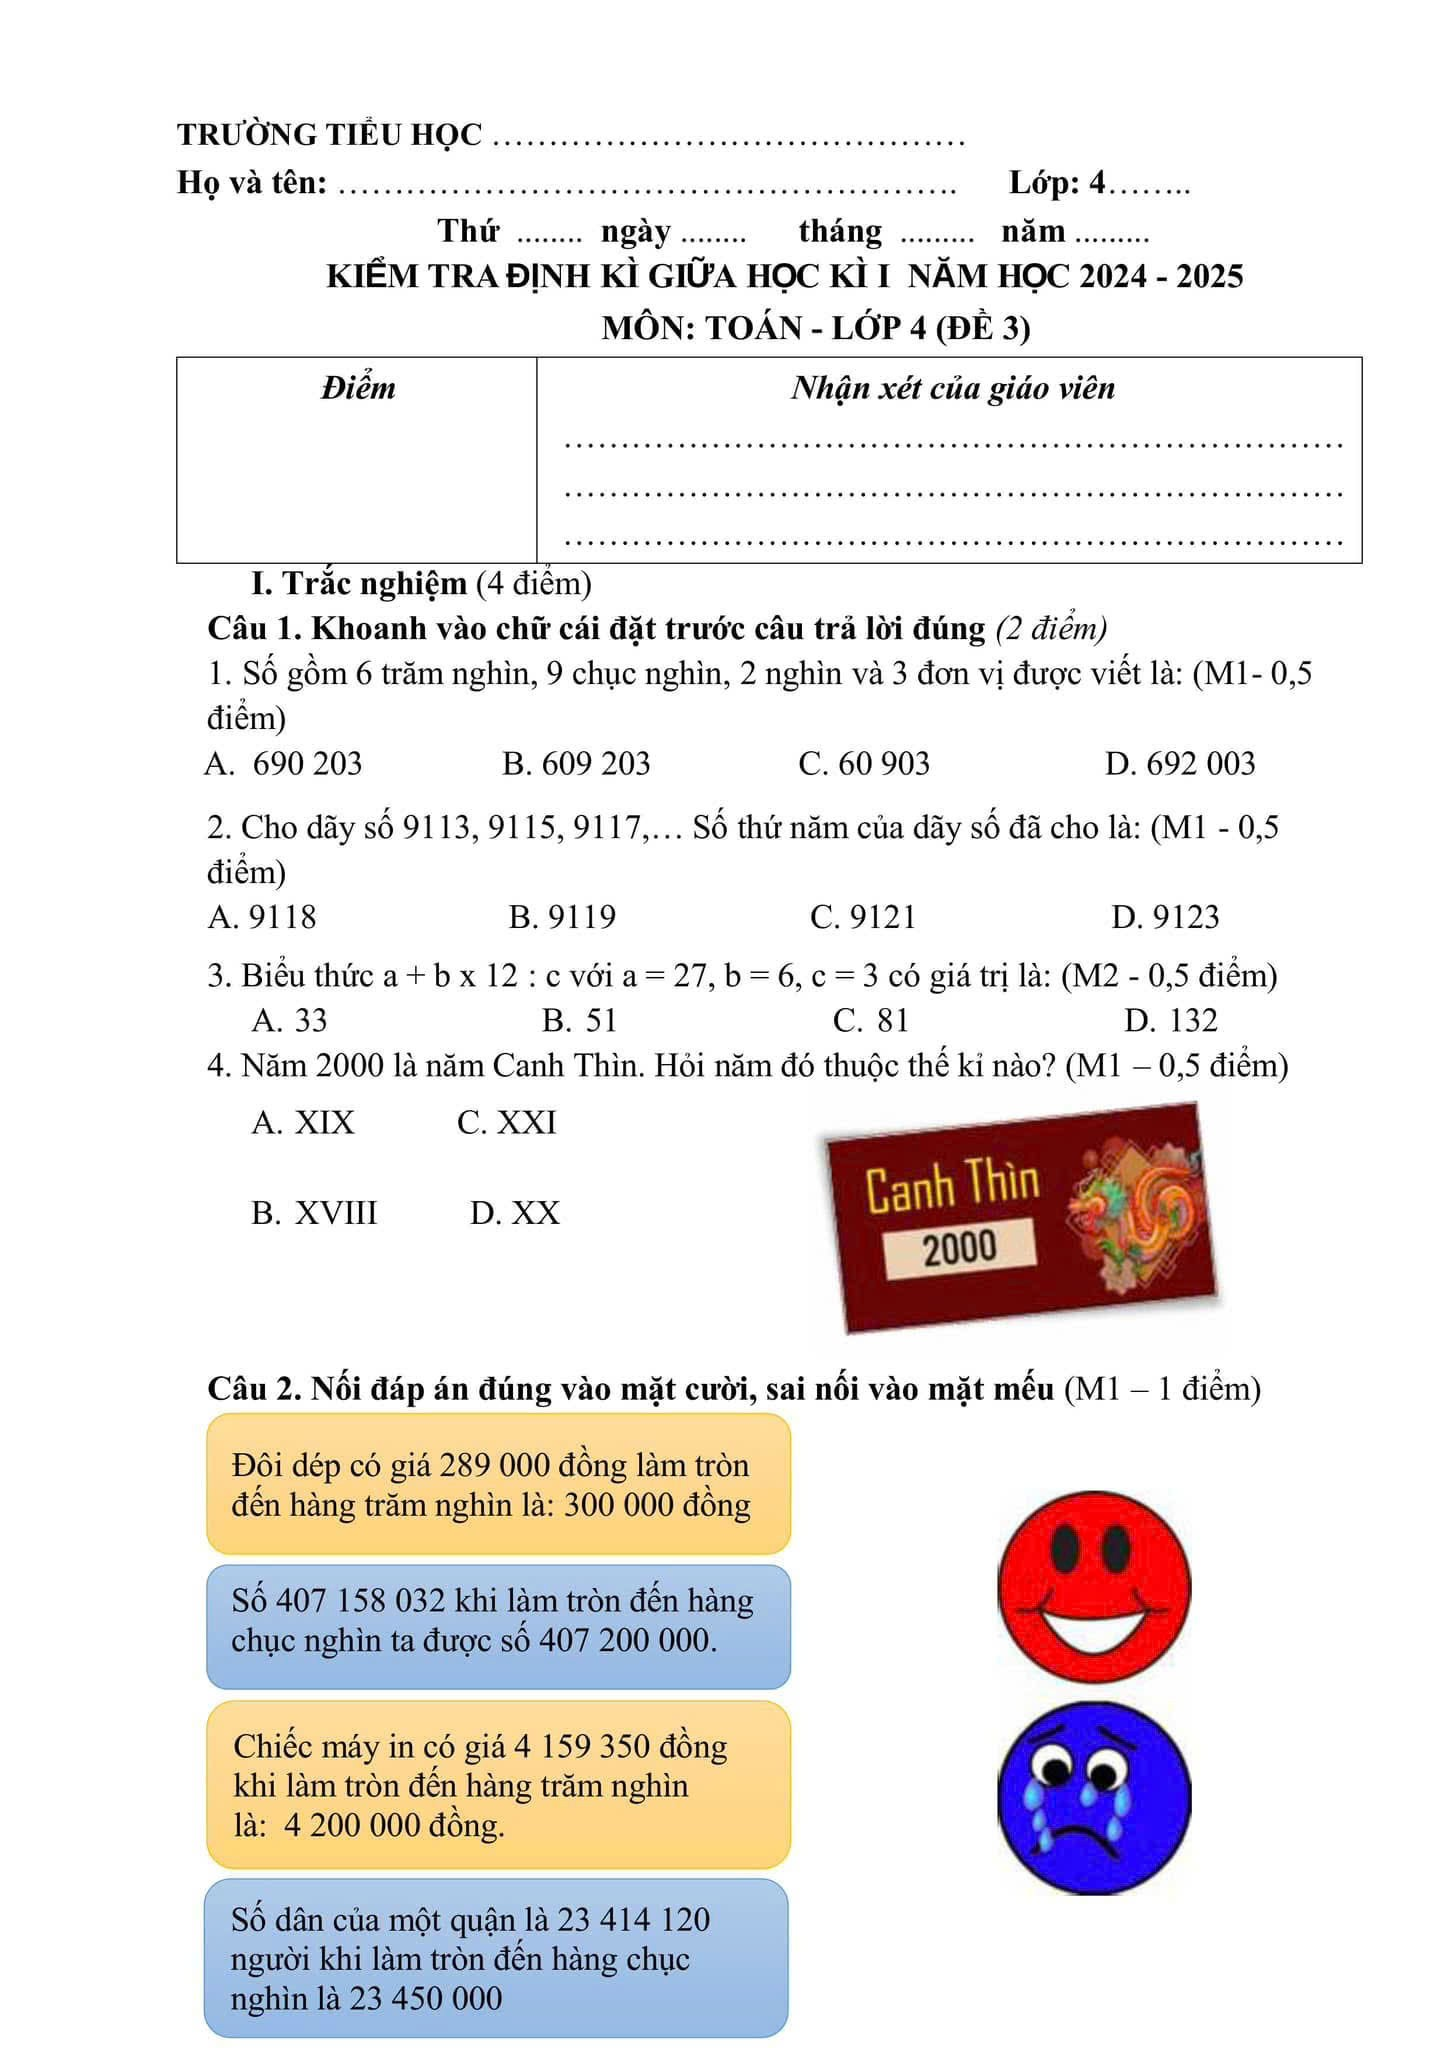 TRƯỜNG TIỂU HỌC ……………………………………
Họ và tên: ……………………………………………… Lớp: 4……..
Thứ ........ ngày ........ tháng ......... năm .........
KIỂM TRA ĐỊNH KÌ GIỮA HỌC KÌ I NĂM HỌC 2024 - 2025
MÔN: TOÁN - LỚP 4 (ĐỀ 3)
Điểm Nhận xét của giáo viên
……………………………………………………………
……………………………………………………………
……………………………………………………………
I. Trắc nghiệm (4 điểm)
Câu 1. Khoanh vào chữ cái đặt trước câu trả lời đúng (2 điểm)
1. Số gồm 6 trăm nghìn, 9 chục nghìn, 2 nghìn và 3 đơn vị được viết là: (M1- 0,5
điểm)
A. 690 203 B. 609 203 C. 60 903 D. 692 003
2. Cho dãy số 9113, 9115, 9117,… Số thứ năm của dãy số đã cho là: (M1 - 0,5
điểm)
A. 9118 B. 9119 C. 9121 D. 9123
3. Biểu thức a + b x 12 : c với a = 27, b = 6, c = 3 có giá trị là: (M2 - 0,5 điểm)
A. 33 B. 51 C. 81 D. 132
4. Năm 2000 là năm Canh Thìn. Hỏi năm đó thuộc thế kỉ nào? (M1 – 0,5 điểm)
A. XIX C. XXI
B. XVIII D. XX
Canh Thìn
2000
Câu 2. Nối đáp án đúng vào mặt cười, sai nối vào mặt mếu (M1 – 1 điểm)
Đôi dép có giá 289 000 đồng làm tròn
đến hàng trăm nghìn là: 300 000 đồng
Số 407 158 032 khi làm tròn đến hàng
chục nghìn ta được số 407 200 000.
Chiếc máy in có giá 4 159 350 đồng
khi làm tròn đến hàng trăm nghìn
là: 4 200 000 đồng.
Số dân của một quận là 23 414 120
người khi làm tròn đến hàng chục
nghìn là 23 450 000